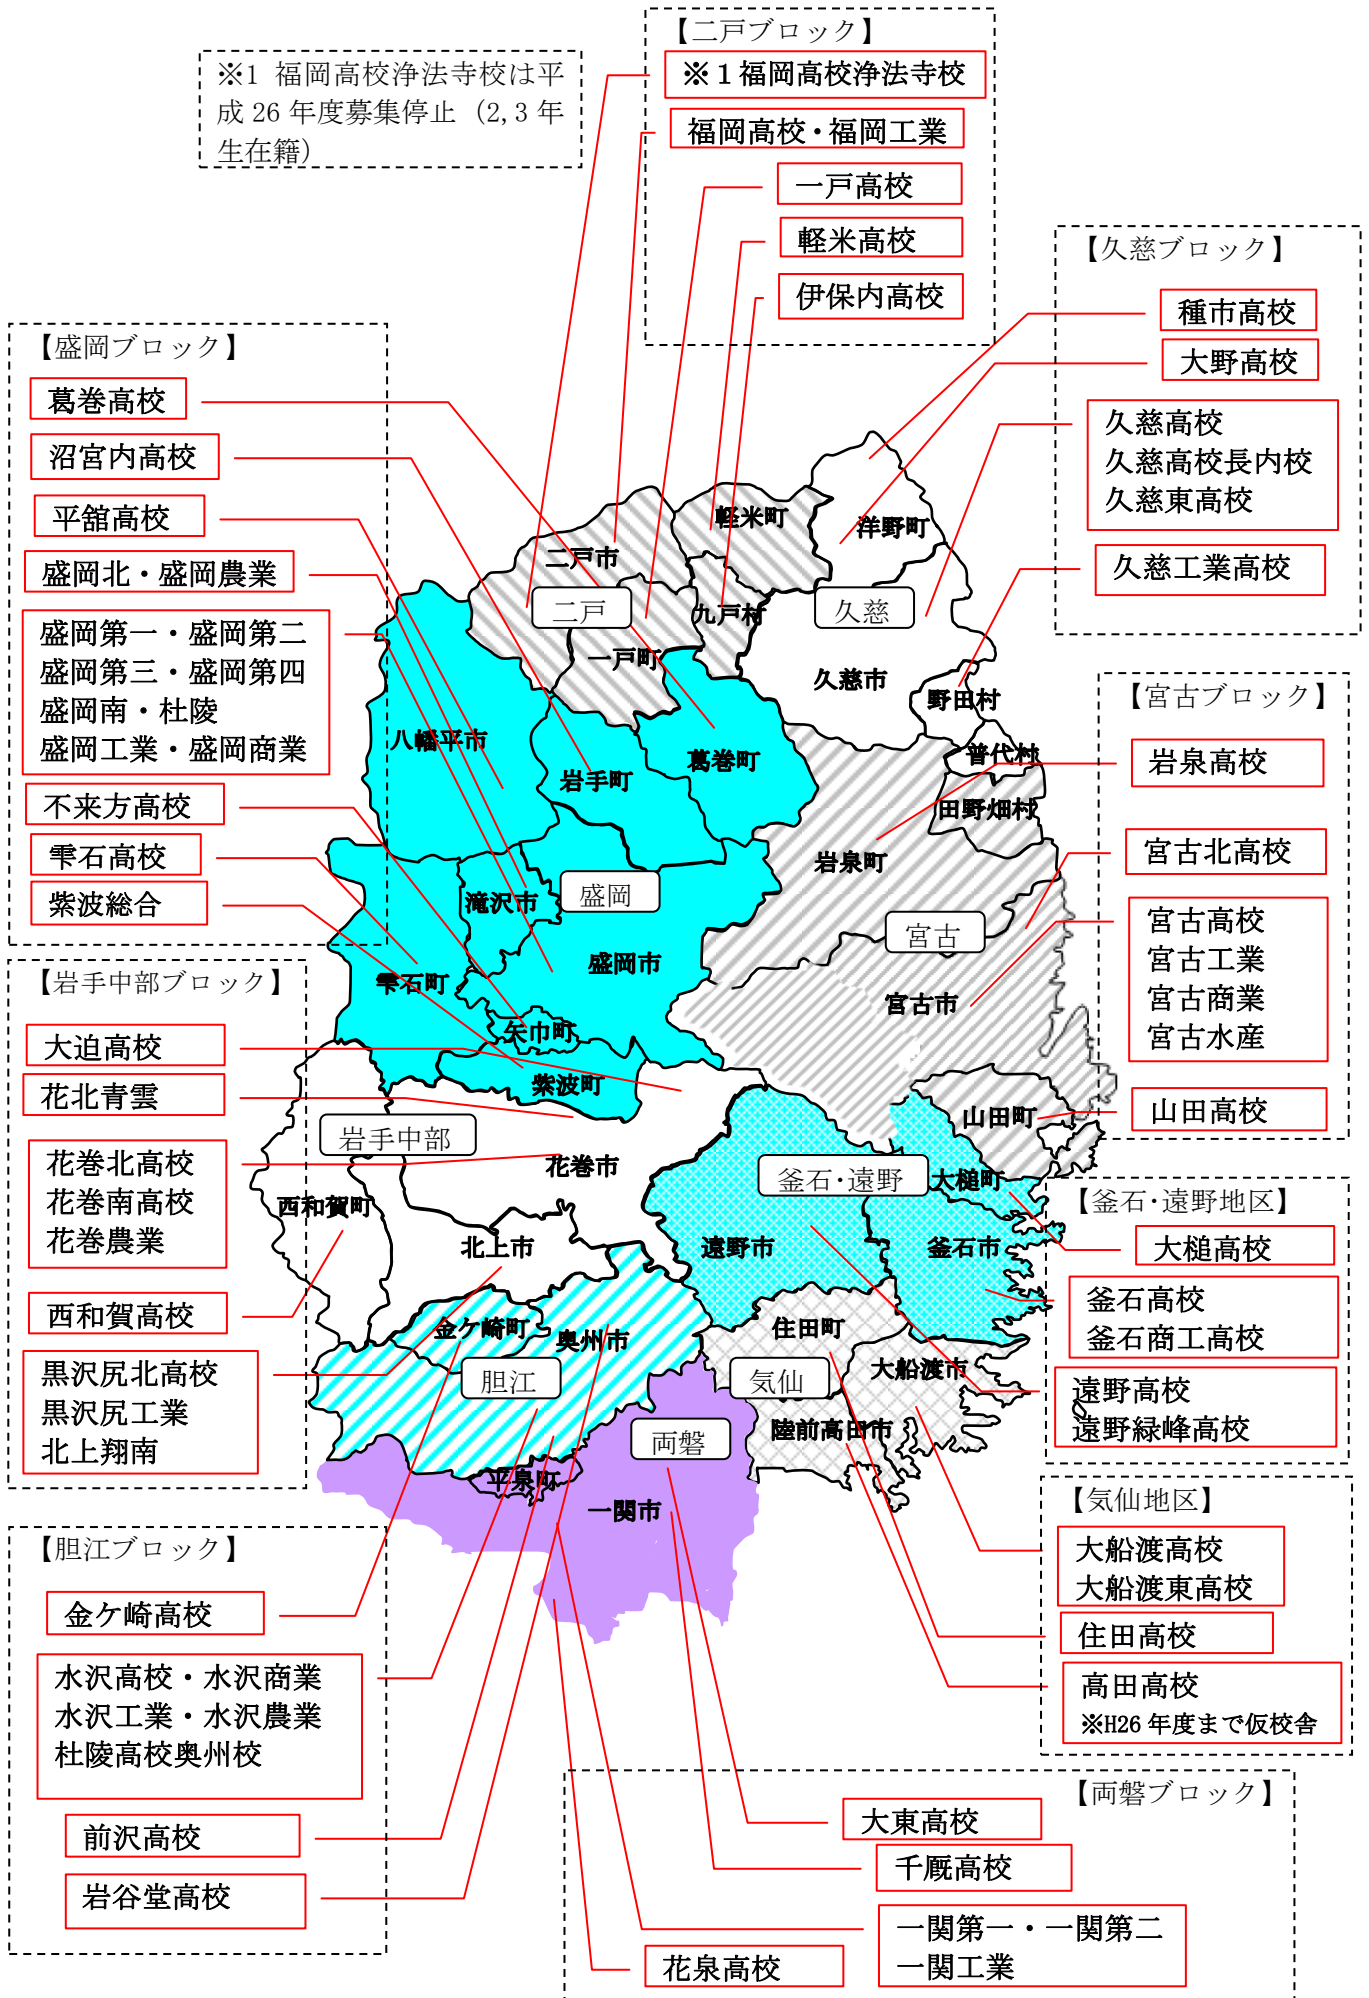 ※1 福岡高校浄法寺校は平
成 26 年度募集停止（2,3 年
生在籍）
【二戸ブロック】
※１福岡高校浄法寺校
福岡高校・福岡工業
一戸高校
軽米高校
伊保内高校
【久慈ブロック】
種市高校
大野高校
久慈高校
久慈高校長内校
久慈東高校
久慈工業高校
【盛岡ブロック】
葛巻高校
沼宮内高校
平舘高校
盛岡北・盛岡農業
盛岡第一・盛岡第二
盛岡第三・盛岡第四
盛岡南・杜陵
盛岡工業・盛岡商業
不来方高校
雫石高校
紫波総合
【宮古ブロック】
岩泉高校
宮古北高校
宮古高校
宮古工業
宮古商業
宮古水産
山田高校
【岩手中部ブロック】
大迫高校
花北青雲
花巻北高校
花巻南高校
花巻農業
西和賀高校
黒沢尻北高校
黒沢尻工業
北上翔南
【釜石・遠野地区】
大槌高校
釜石高校
釜石商工高校
遠野高校
遠野緑峰高校
【気仙地区】
大船渡高校
大船渡東高校
住田高校
高田高校
※H26 年度まで仮校舎
【胆江ブロック】
金ケ崎高校
水沢高校・水沢商業
水沢工業・水沢農業
杜陵高校奥州校
前沢高校
岩谷堂高校
【両磐ブロック】
大東高校
千厩高校
一関第一・一関第二
一関工業
花泉高校
軽米町
洋野町
二戸市
二戸
九戸村
久慈
一戸町
久慈市
野田村
八幡平市
岩手町
葛巻町
普代村
田野畑村
岩泉町
滝沢市
盛岡
宮古
盛岡市
雫石町
宮古市
矢巾町
紫波町
山田町
岩手中部
花巻市
釜石・遠野
大槌町
西和賀町
北上市
遠野市
釜石市
金ケ崎町
奥州市
住田町
胆江
気仙
大船渡市
陸前高田市
両磐
平泉町
一関市